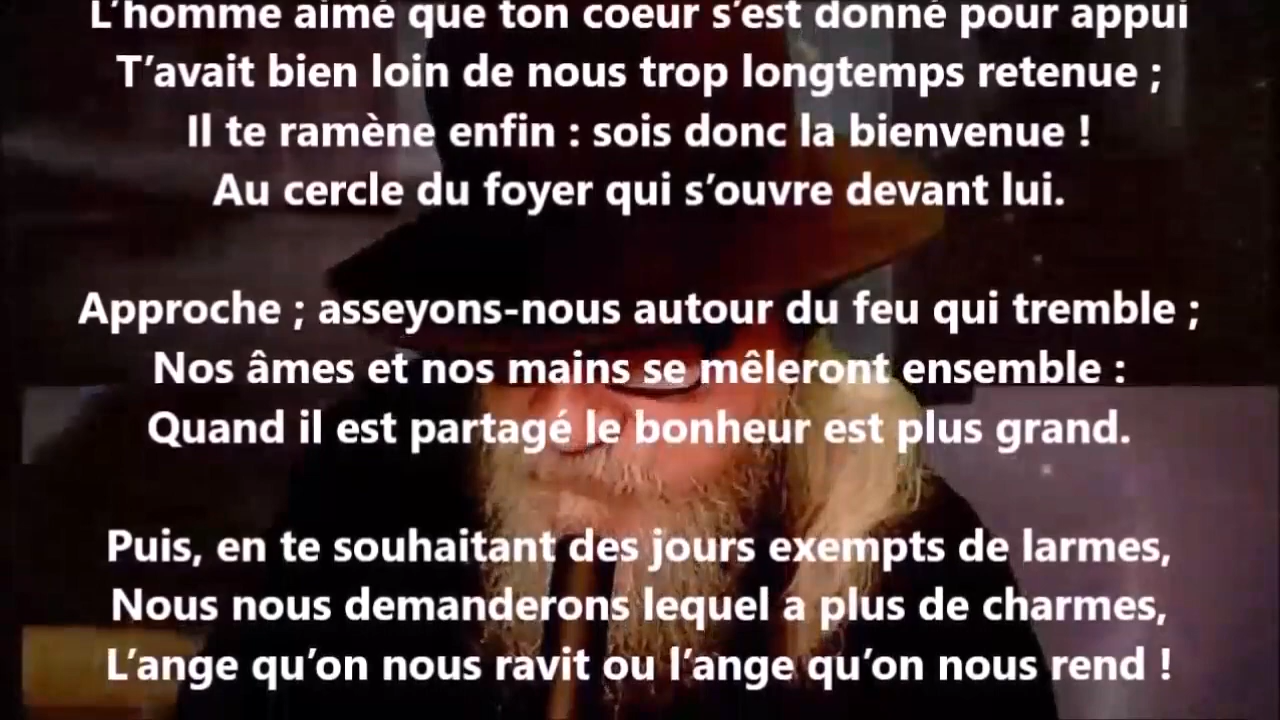 L’homme aimé que ton coeur s’est donné pour appui
T’avait bien loin de nous trop longtemps retenue ;
Il te ramène enfin : sois donc la bienvenue !
Au cercle du foyer qui s’ouvre devant lui.
Approche ; asseyons-nous autour du feu qui tremble ;
Nos âmes et nos mains se mêleront ensemble :
Quand il est partagé le bonheur est plus grand.
Puis, en te souhaitant des jours exempts de larmes,
Nous nous demanderons lequel a plus de charmes,
L’ange qu’on nous ravit ou l’ange qu’on nous rend !